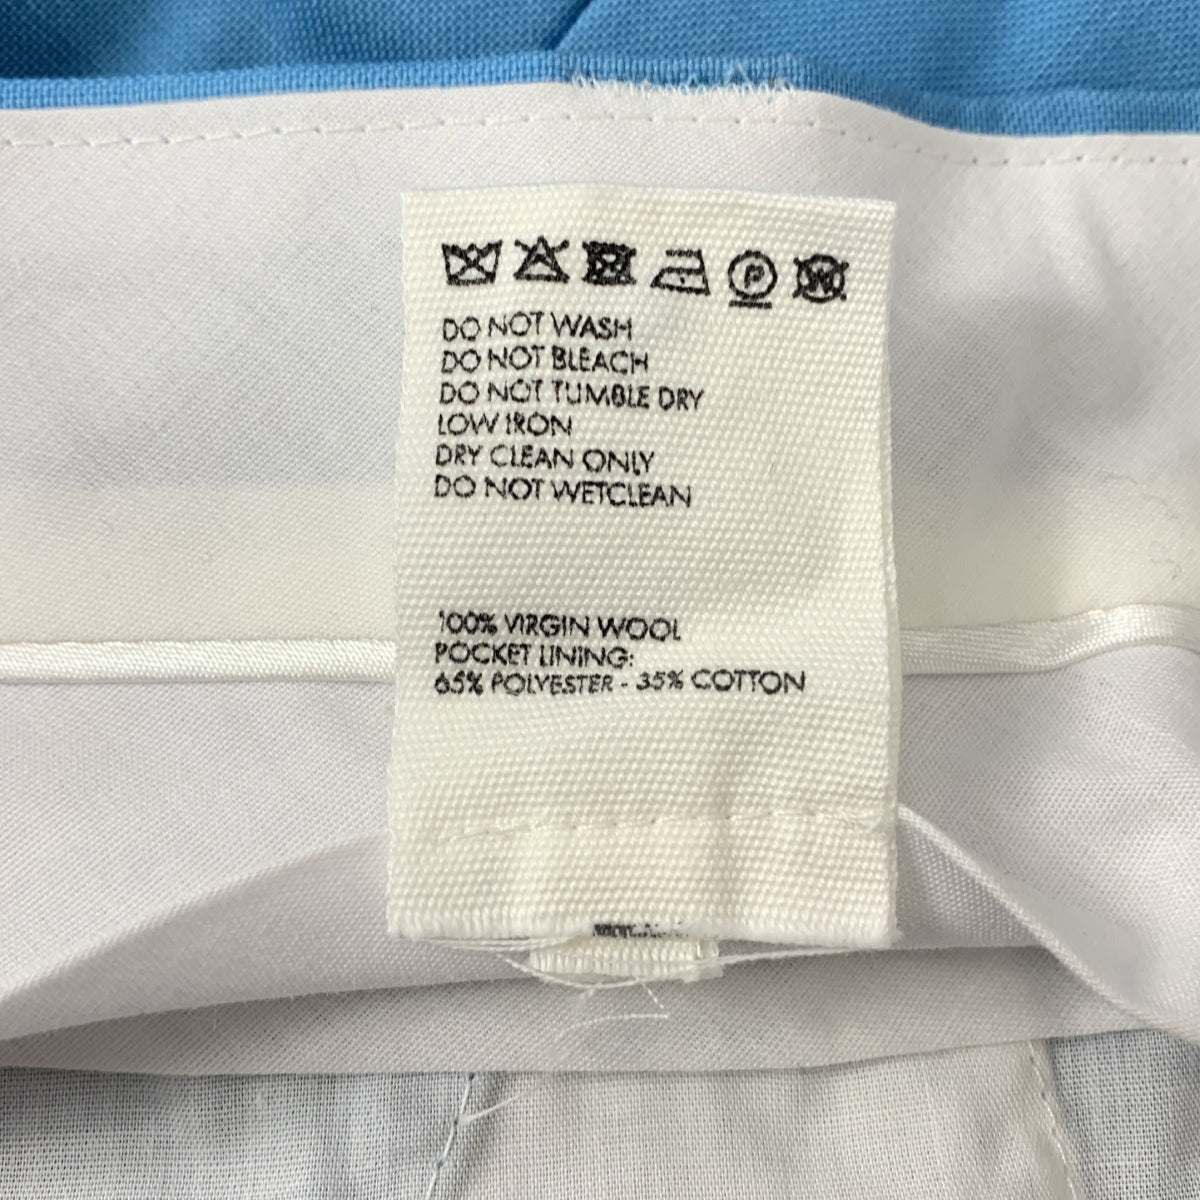 P W
DO NOT WASH
DO NOT BLEACH
DO NOT TUMBLE DRY
LOW IRON
DRY CLEAN ONLY
DO NOT WETCLEAN
100% VIRGIN WOOL
POCKET LINING:
65% POLYESTER - 35% COTTON